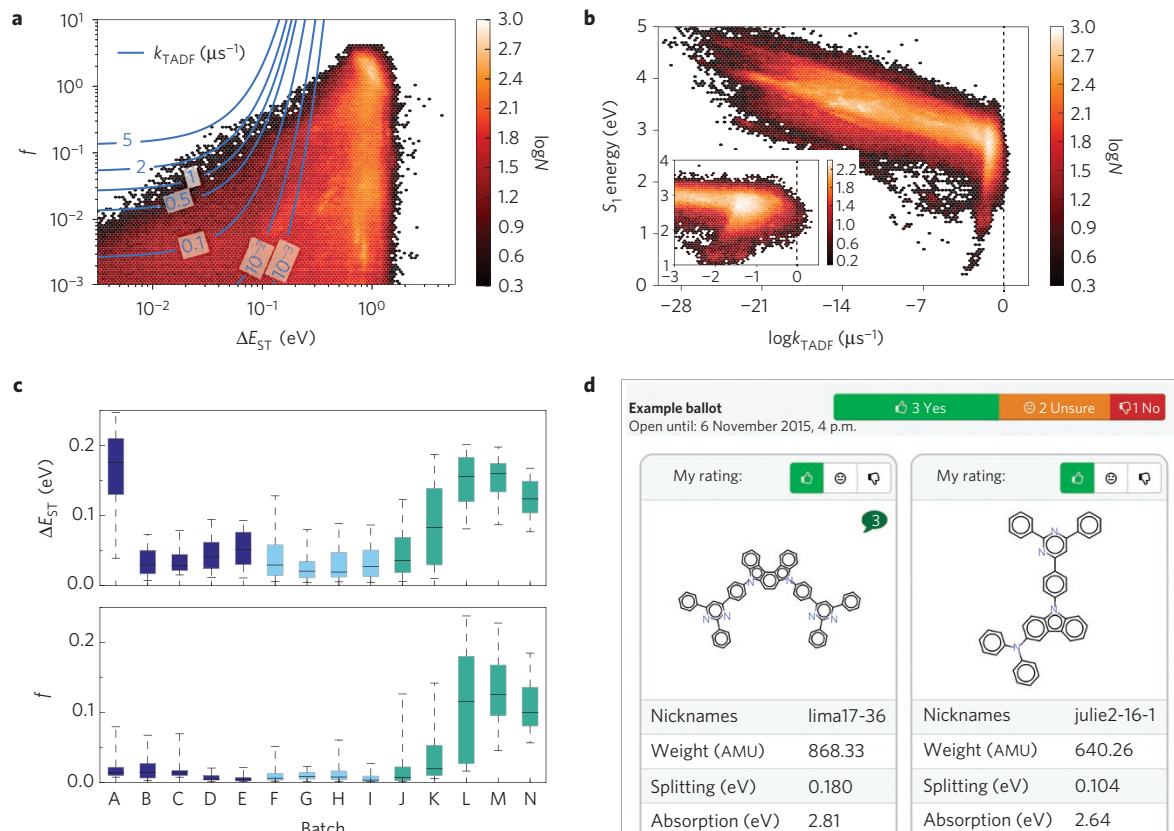 a
10¹
10⁰
10⁻¹
10⁻²
10⁻³
f
k_TADF (µs⁻¹)
5
2
1
0.5
0.1
10⁻²
10⁻³
10⁻² 10⁻¹ 10⁰
ΔE_ST (eV)
3.0
2.7
2.4
2.1
1.8
1.5
1.2
0.9
0.6
0.3
logN
b
5
4
3
2
1
0
S₁ energy (eV)
4
3
2
1
−3 −2 −1 0
2.2
1.8
1.4
1.0
0.6
0.2
−28 −21 −14 −7 0
logk_TADF (µs⁻¹)
3.0
2.7
2.4
2.1
1.8
1.5
1.2
0.9
0.6
0.3
logN
c
0.2
0.1
0.0
ΔE_ST (eV)
0.2
0.1
0.0
f
A B C D E F G H I J K L M N
Batch
d
Example ballot
Open until: 6 November 2015, 4 p.m.
3 Yes 2 Unsure 1 No
My rating:
3
N N N N N N
Nicknames lima17-36
Weight (AMU) 868.33
Splitting (eV) 0.180
Absorption (eV) 2.81
My rating:
N
N
N
N
Nicknames julie2-16-1
Weight (AMU) 640.26
Splitting (eV) 0.104
Absorption (eV) 2.64